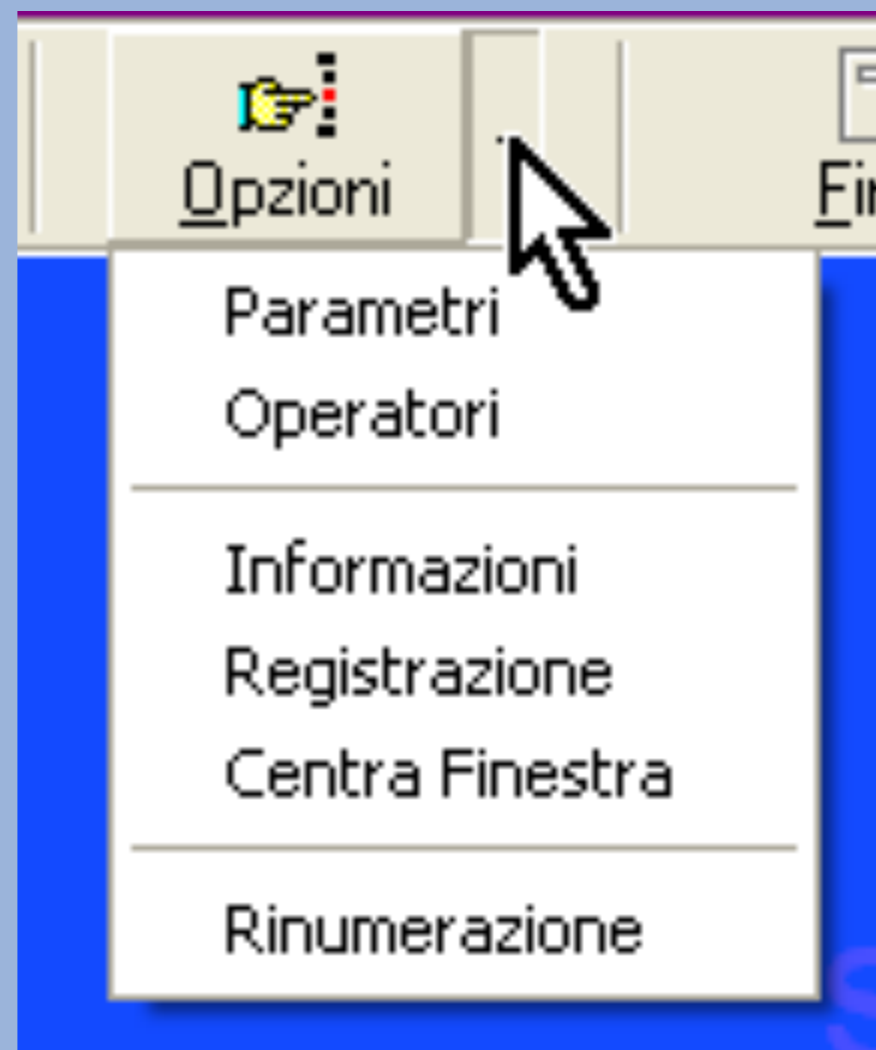 Opzioni
Parametri
Operatori
Informazioni
Registrazione
Centra Finestra
Rinumerazione